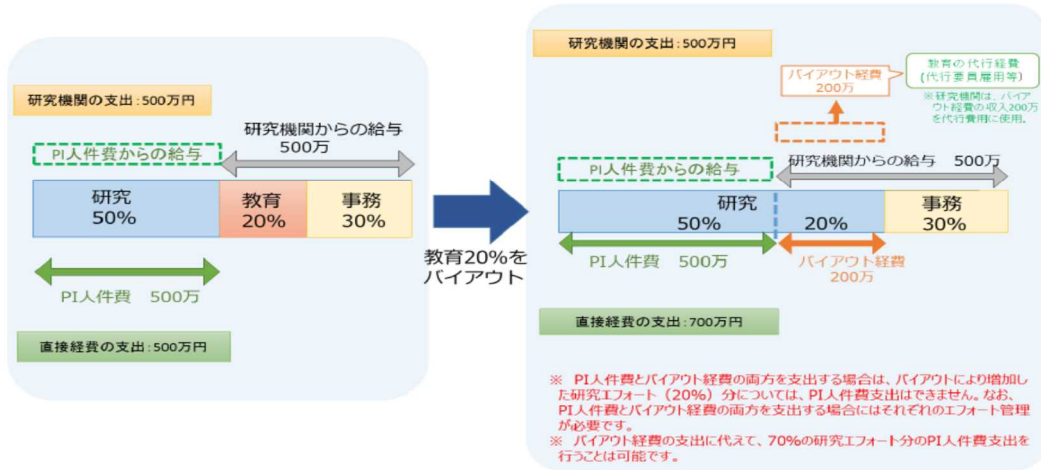 研究機関の支出:500万円
PI人件費からの給与
研究機関からの給与
500万
研究
50%
教育
20%
事務
30%
PI人件費 500万
直接経費の支出:500万円
教育20%を
バイアウト
研究機関の支出:500万円
バイアウト経費
200万
教育の代行経費
(代行要員雇用等)
※研究機関は、バイア
ウト経費の収入200万
を代行費用に使用。
PI人件費からの給与
研究機関からの給与 500万
研究
50%
20%
事務
30%
PI人件費 500万
バイアウト経費
200万
直接経費の支出:700万円
※ PI人件費とバイアウト経費の両方を支出する場合は、バイアウトにより増加し
た研究エフォート（20%）分については、PI人件費支出はできません。なお、
PI人件費とバイアウト経費の両方を支出する場合にはそれぞれのエフォート管理
が必要です。
※ バイアウト経費の支出に代えて、70%の研究エフォート分のPI人件費支出を
行うことは可能です。